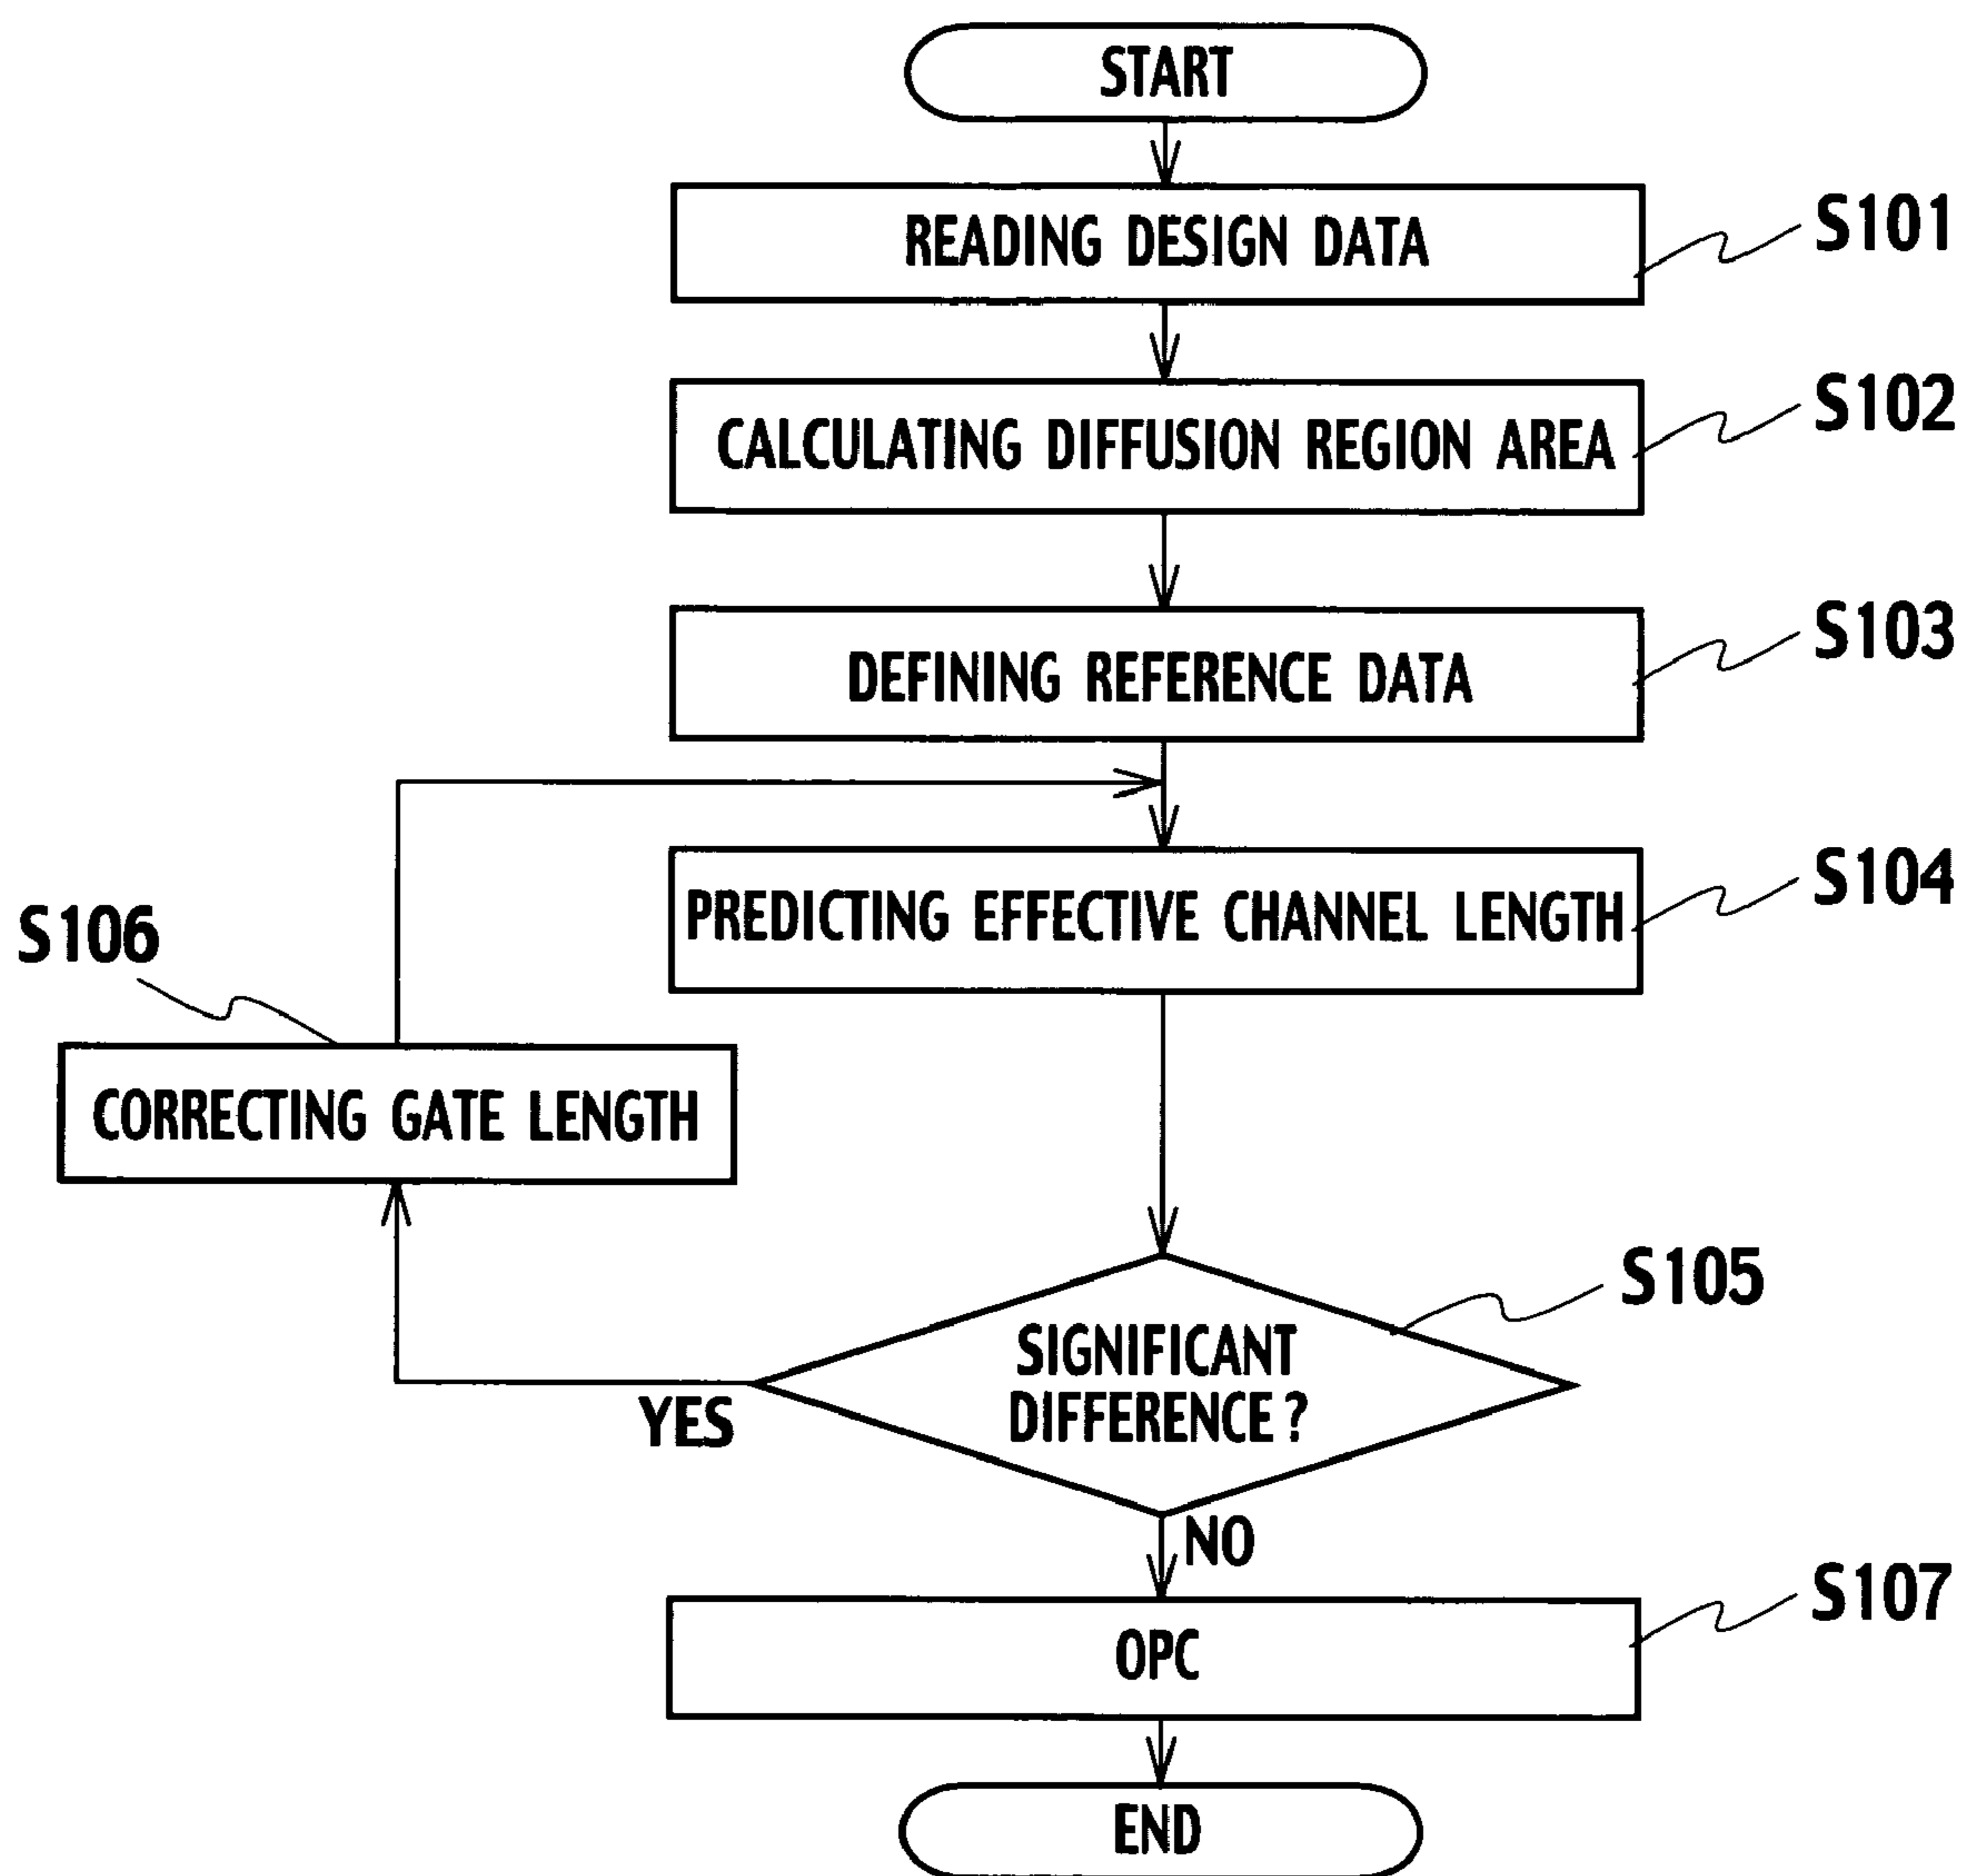 START
READING DESIGN DATA
S101
CALCULATING DIFFUSION REGION AREA
S102
DEFINING REFERENCE DATA
S103
PREDICTING EFFECTIVE CHANNEL LENGTH
S104
S106
CORRECTING GATE LENGTH
S105
SIGNIFICANT
DIFFERENCE?
YES
NO
OPC
S107
END